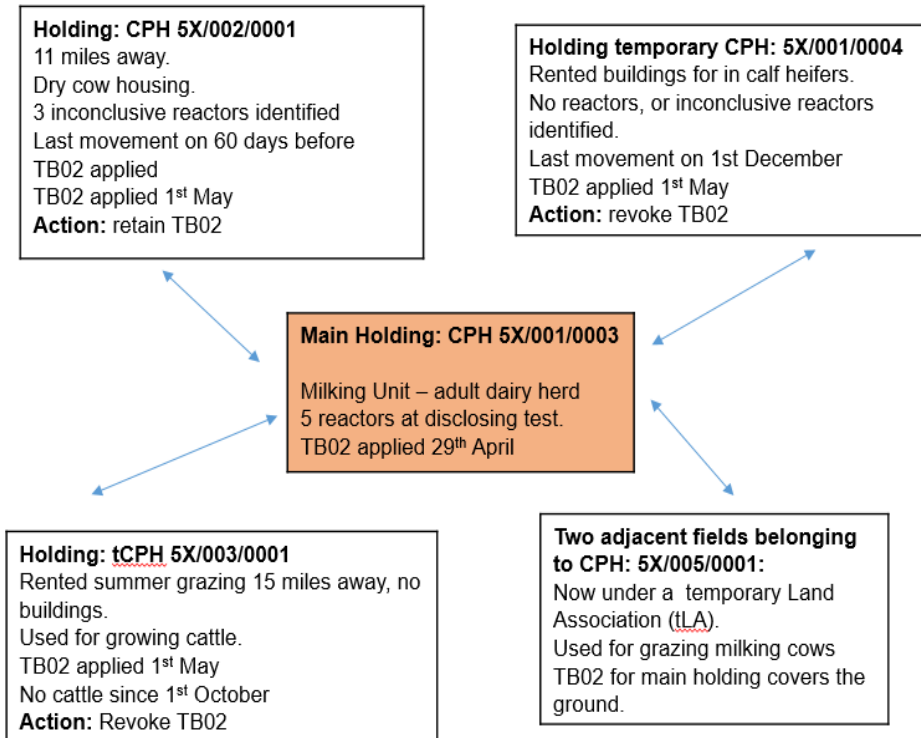 Holding: CPH 5X/002/0001
11 miles away.
Dry cow housing.
3 inconclusive reactors identified
Last movement on 60 days before
TB02 applied
TB02 applied 1st May
Action: retain TB02
Holding temporary CPH: 5X/001/0004
Rented buildings for in calf heifers.
No reactors, or inconclusive reactors
identified.
Last movement on 1st December
TB02 applied 1st May
Action: revoke TB02
Main Holding: CPH 5X/001/0003
Milking Unit – adult dairy herd
5 reactors at disclosing test.
TB02 applied 29th April
Holding: tCPH 5X/003/0001
Rented summer grazing 15 miles away, no
buildings.
Used for growing cattle.
TB02 applied 1st May
No cattle since 1st October
Action: Revoke TB02
Two adjacent fields belonging
to CPH: 5X/005/0001:
Now under a temporary Land
Association (tLA).
Used for grazing milking cows
TB02 for main holding covers the
ground.